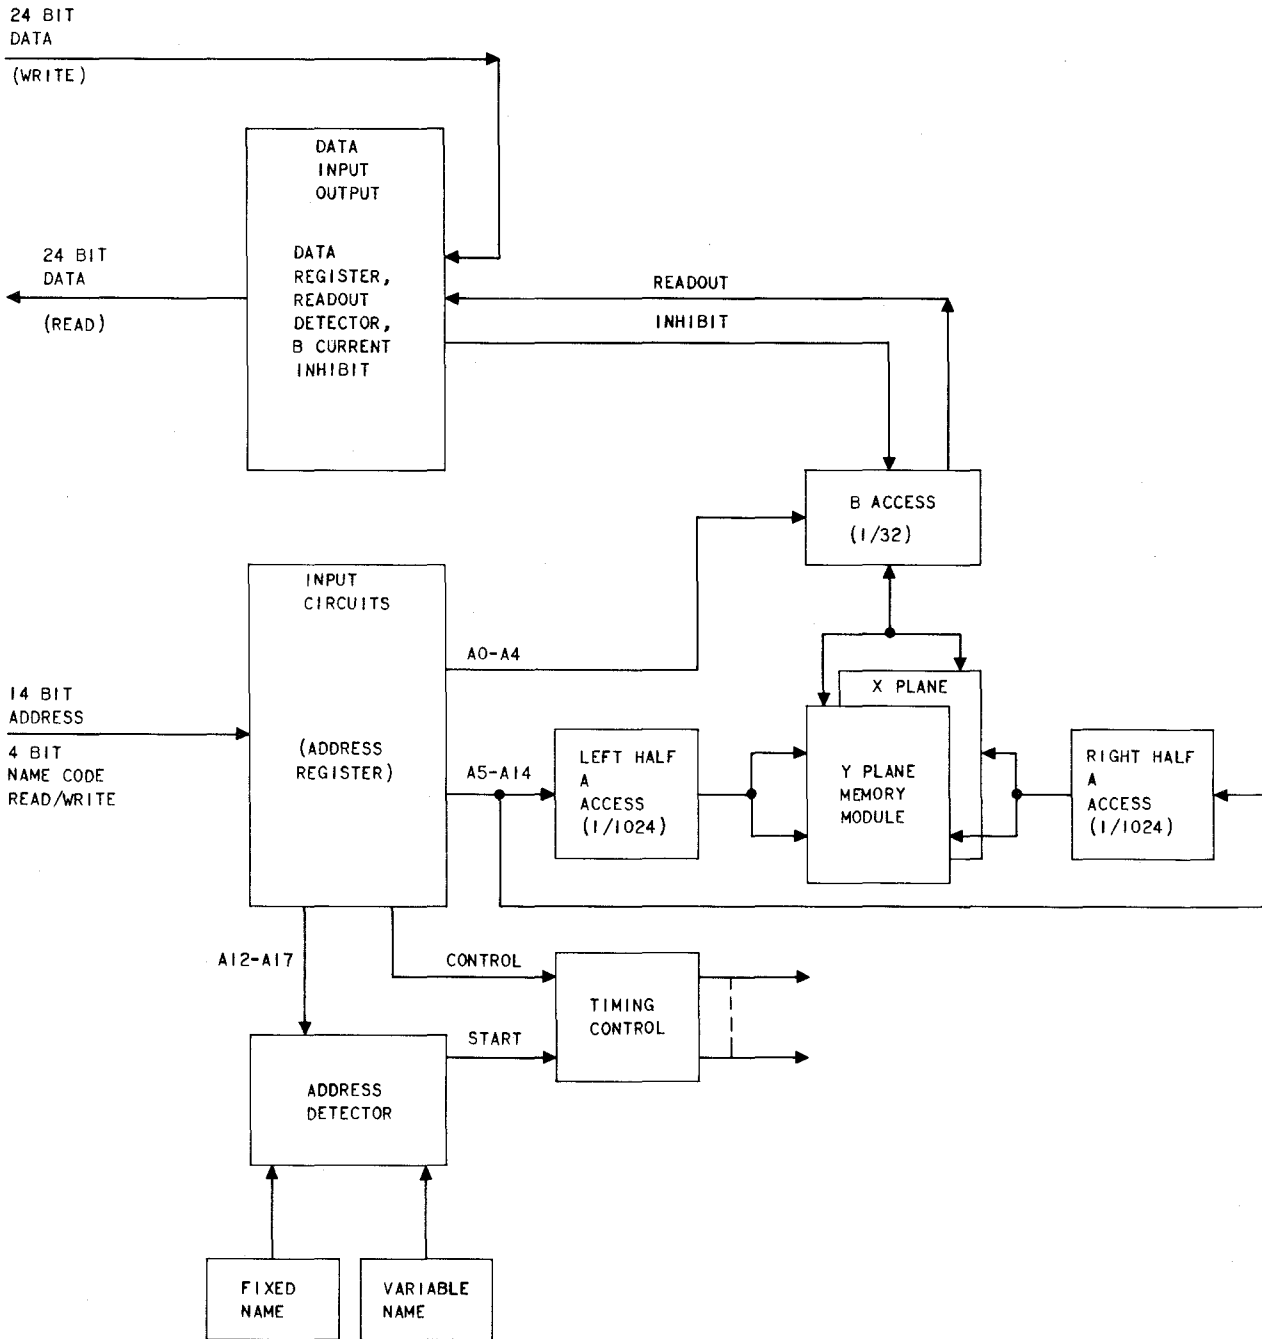 24 BIT
DATA
(WRITE)
DATA
INPUT
OUTPUT
24 BIT
DATA
(READ)
DATA
REGISTER,
READOUT
DETECTOR,
B CURRENT
INHIBIT
READOUT
INHIBIT
B ACCESS
(1/32)
INPUT
CIRCUITS
A0-A4
14 BIT
ADDRESS
4 BIT
NAME CODE
READ/WRITE
(ADDRESS
REGISTER)
A5-A14
LEFT HALF
A
ACCESS
(1/1024)
X PLANE
Y PLANE
MEMORY
MODULE
RIGHT HALF
A
ACCESS
(1/1024)
A12-A17
CONTROL
START
TIMING
CONTROL
ADDRESS
DETECTOR
FIXED
NAME
VARIABLE
NAME